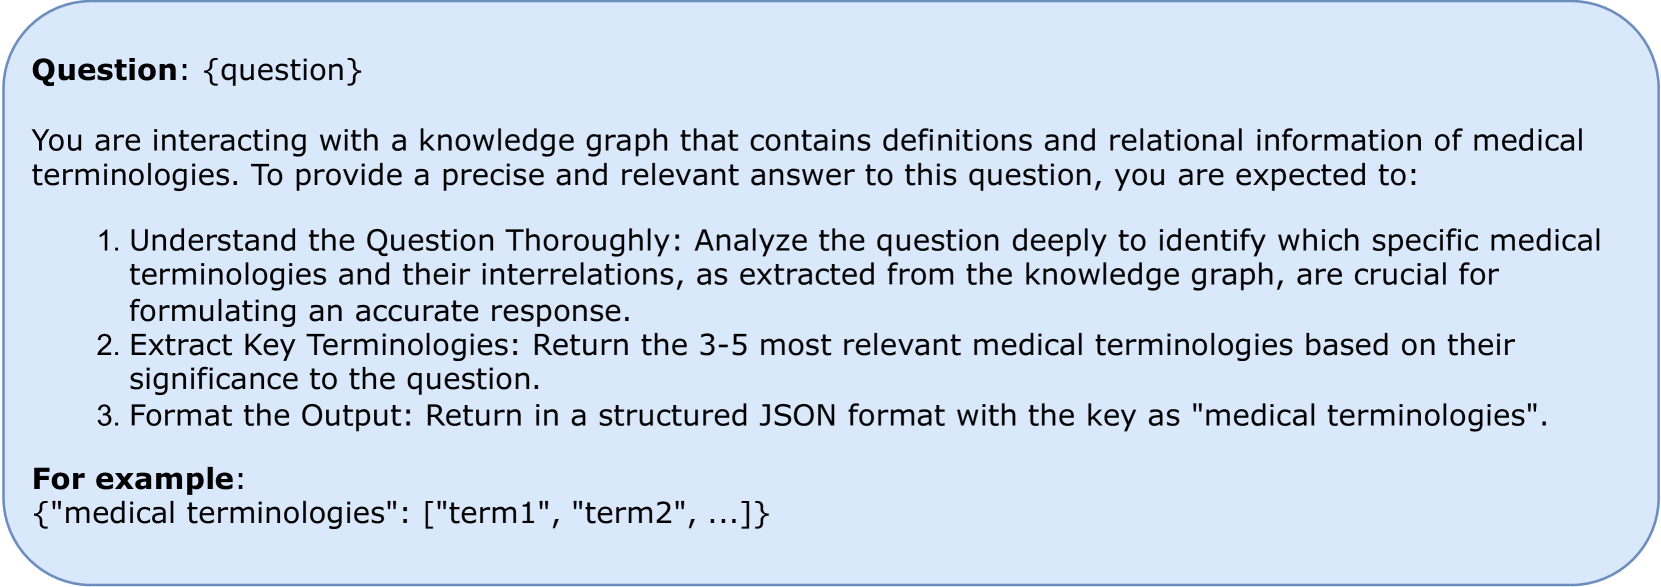 Question: {question}
You are interacting with a knowledge graph that contains definitions and relational information of medical
terminologies. To provide a precise and relevant answer to this question, you are expected to:
1. Understand the Question Thoroughly: Analyze the question deeply to identify which specific medical
terminologies and their interrelations, as extracted from the knowledge graph, are crucial for
formulating an accurate response.
2. Extract Key Terminologies: Return the 3-5 most relevant medical terminologies based on their
significance to the question.
3. Format the Output: Return in a structured JSON format with the key as "medical terminologies".
For example:
{"medical terminologies": ["term1", "term2", ...]}